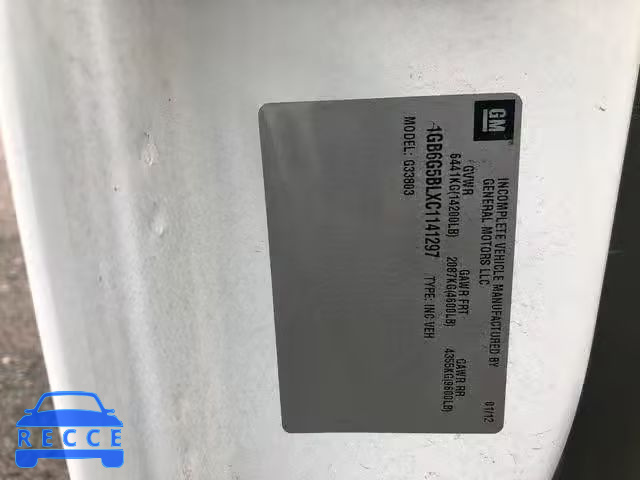 GM
INCOMPLETE VEHICLE MANUFACTURED BY
GENERAL MOTORS LLC 01/12
GVWR GAWR FRT GAWR RR
6441KG(14200LB) 2087KG(4600LB) 4355KG(9600LB)
1GB6G5BLXC1141297 TYPE: INC VEH
MODEL: G33803
RECCE